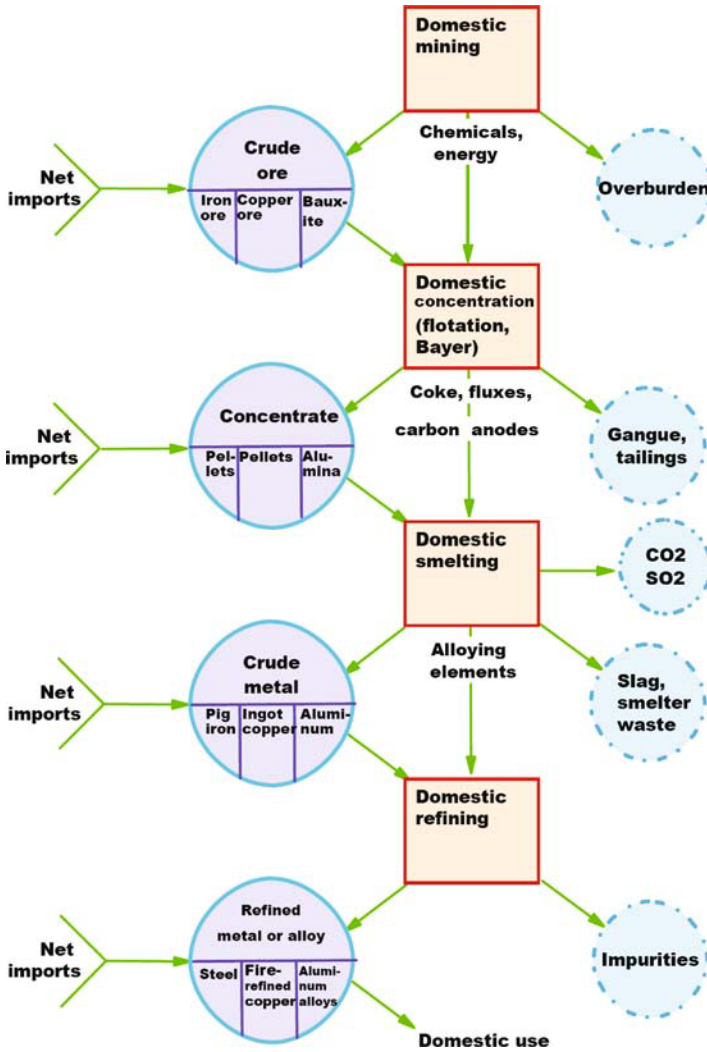 Domestic
mining
Chemicals,
energy
Net
imports
Crude
ore
Iron
ore
Copper
ore
Baux-
ite
Overburden
Domestic
concentration
(flotation,
Bayer)
Coke, fluxes,
carbon anodes
Net
imports
Concentrate
Pel-
lets
Pellets
Alu-
mina
Gangue,
tailings
Domestic
smelting
CO2
SO2
Alloying
elements
Net
imports
Crude
metal
Pig
iron
Ingot
copper
Alumi-
num
Slag,
smelter
waste
Domestic
refining
Net
imports
Refined
metal or alloy
Steel
Fire-
refined
copper
Alumi-
num
alloys
Impurities
Domestic use